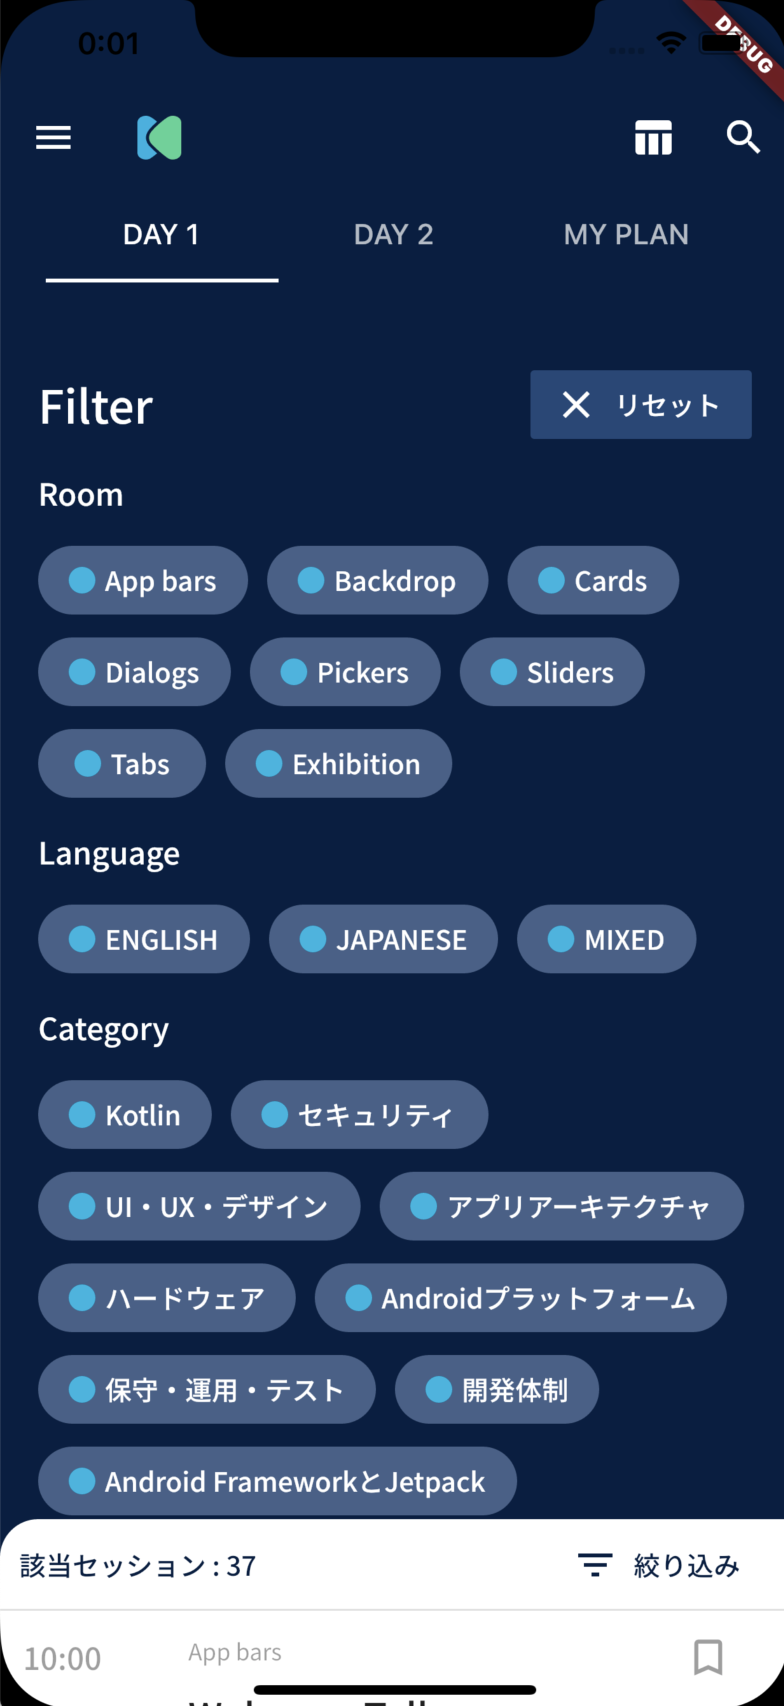 0:01
DEBUG
DAY 1 DAY 2 MY PLAN
Filter リセット
Room
App bars Backdrop Cards
Dialogs Pickers Sliders
Tabs Exhibition
Language
ENGLISH JAPANESE MIXED
Category
Kotlin セキュリティ
UI・UX・デザイン アプリアーキテクチャ
ハードウェア Androidプラットフォーム
保守・運用・テスト 開発体制
Android FrameworkとJetpack
該当セッション : 37 絞り込み
10:00 App bars